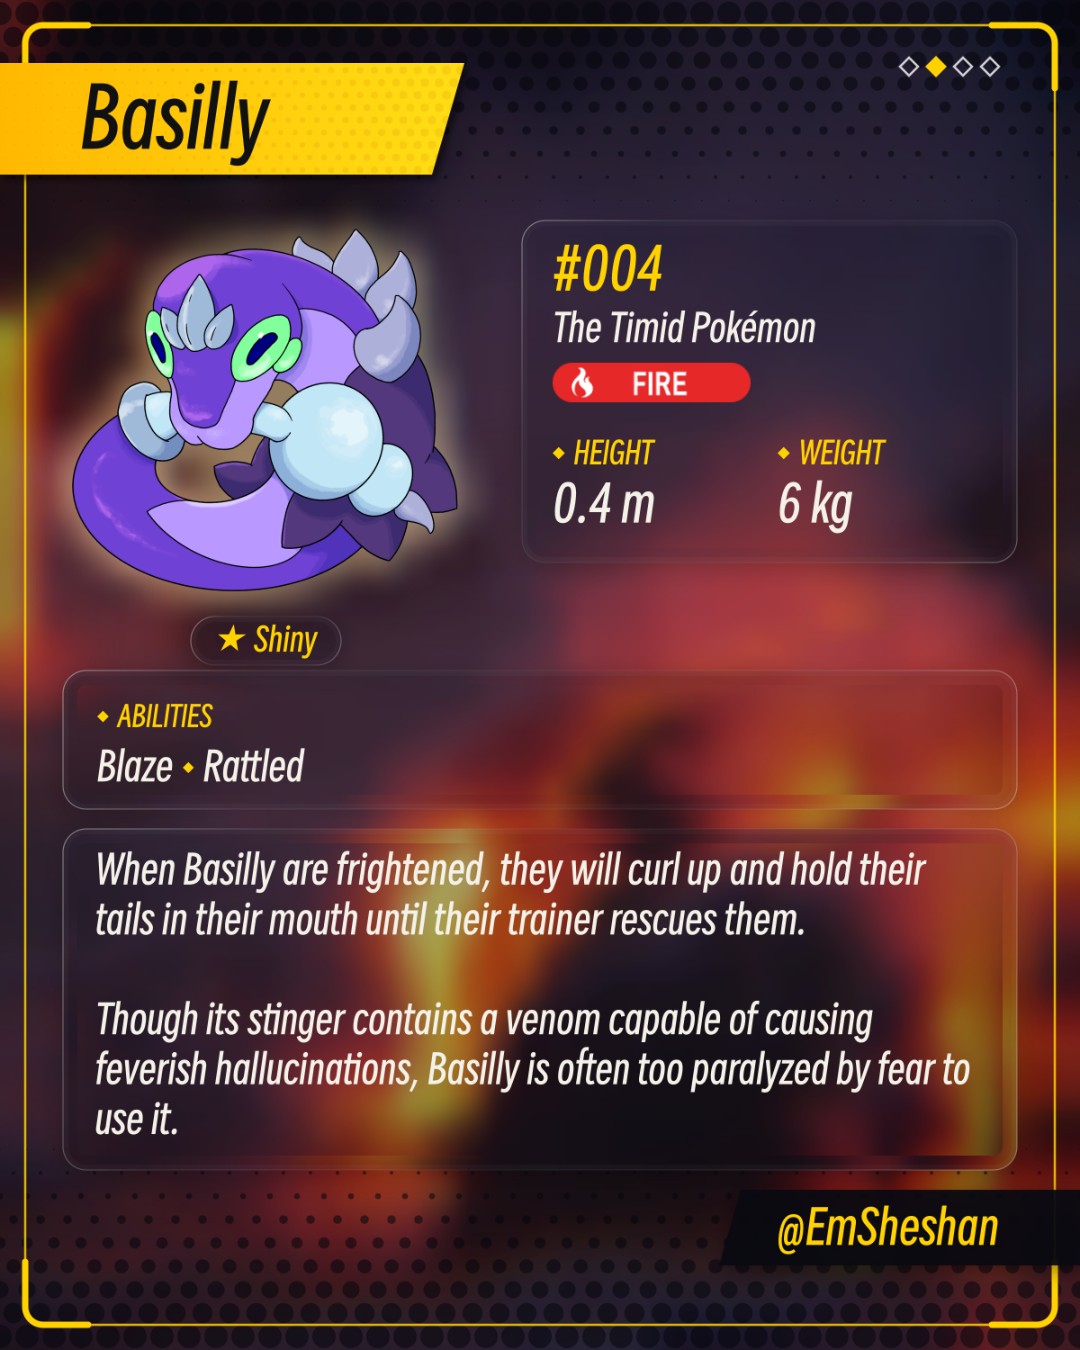 Basilly
#004
The Timid Pokémon
FIRE
HEIGHT
WEIGHT
0.4 m
6 kg
★ Shiny
ABILITIES
Blaze ⬥ Rattled
When Basilly are frightened, they will curl up and hold their
tails in their mouth until their trainer rescues them.
Though its stinger contains a venom capable of causing
feverish hallucinations, Basilly is often too paralyzed by fear to
use it.
@EmSheshan